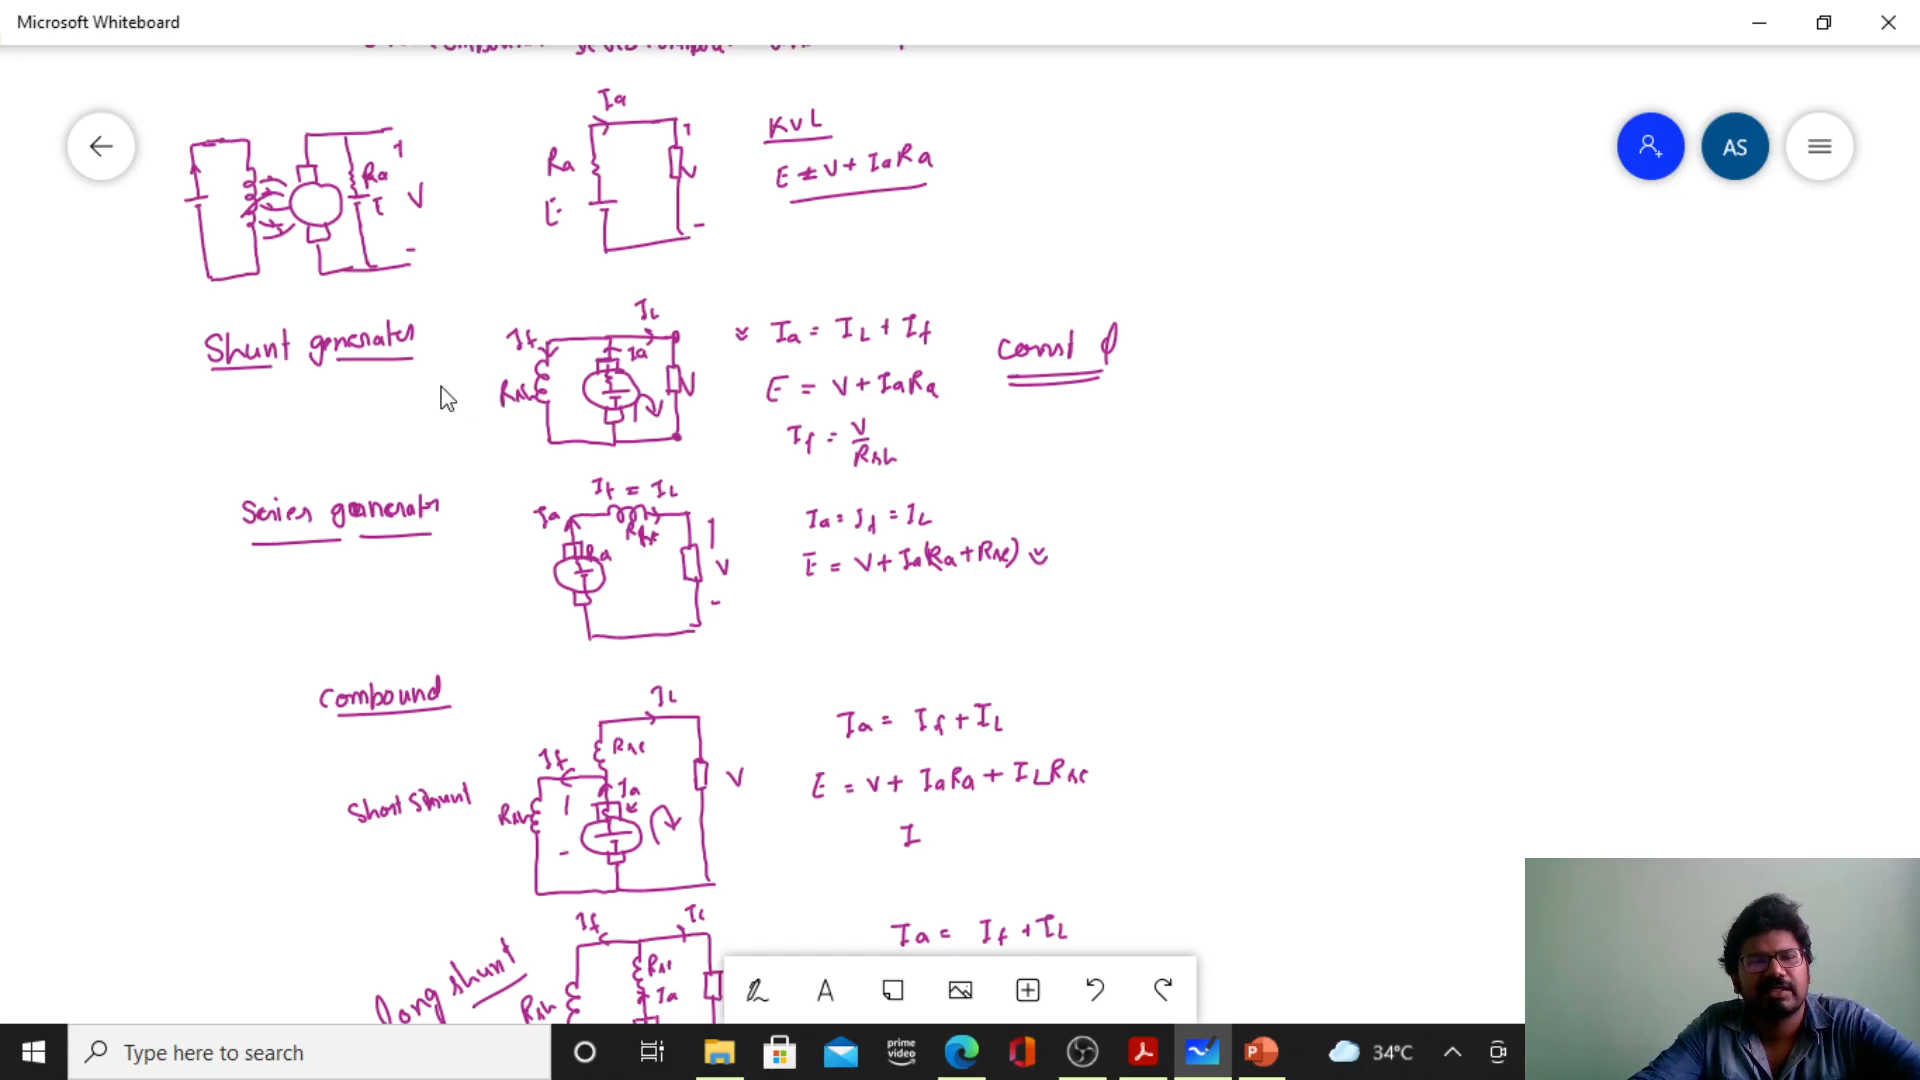 Microsoft Whiteboard
AS
Ia
Ra
E
V
KVL
E = V + IaRa
Ra
V
Shunt generator
If
IL
Ia
Rsh
V
Ia = IL + If
E = V + IaRa
If = V/Rsh
const φ
Series generator
If = IL
Ia
Rse
Ra
V
Ia = If = IL
E = V + Ia(Ra + Rse)
Compound
Short shunt
IL
Rse
If
Ia
Rsh
V
Ia = If + IL
E = V + IaRa + ILRse
I
Long shunt
If
IL
Rse
Rsh
Ia
Ia = If + IL
Type here to search
prime video
34°C